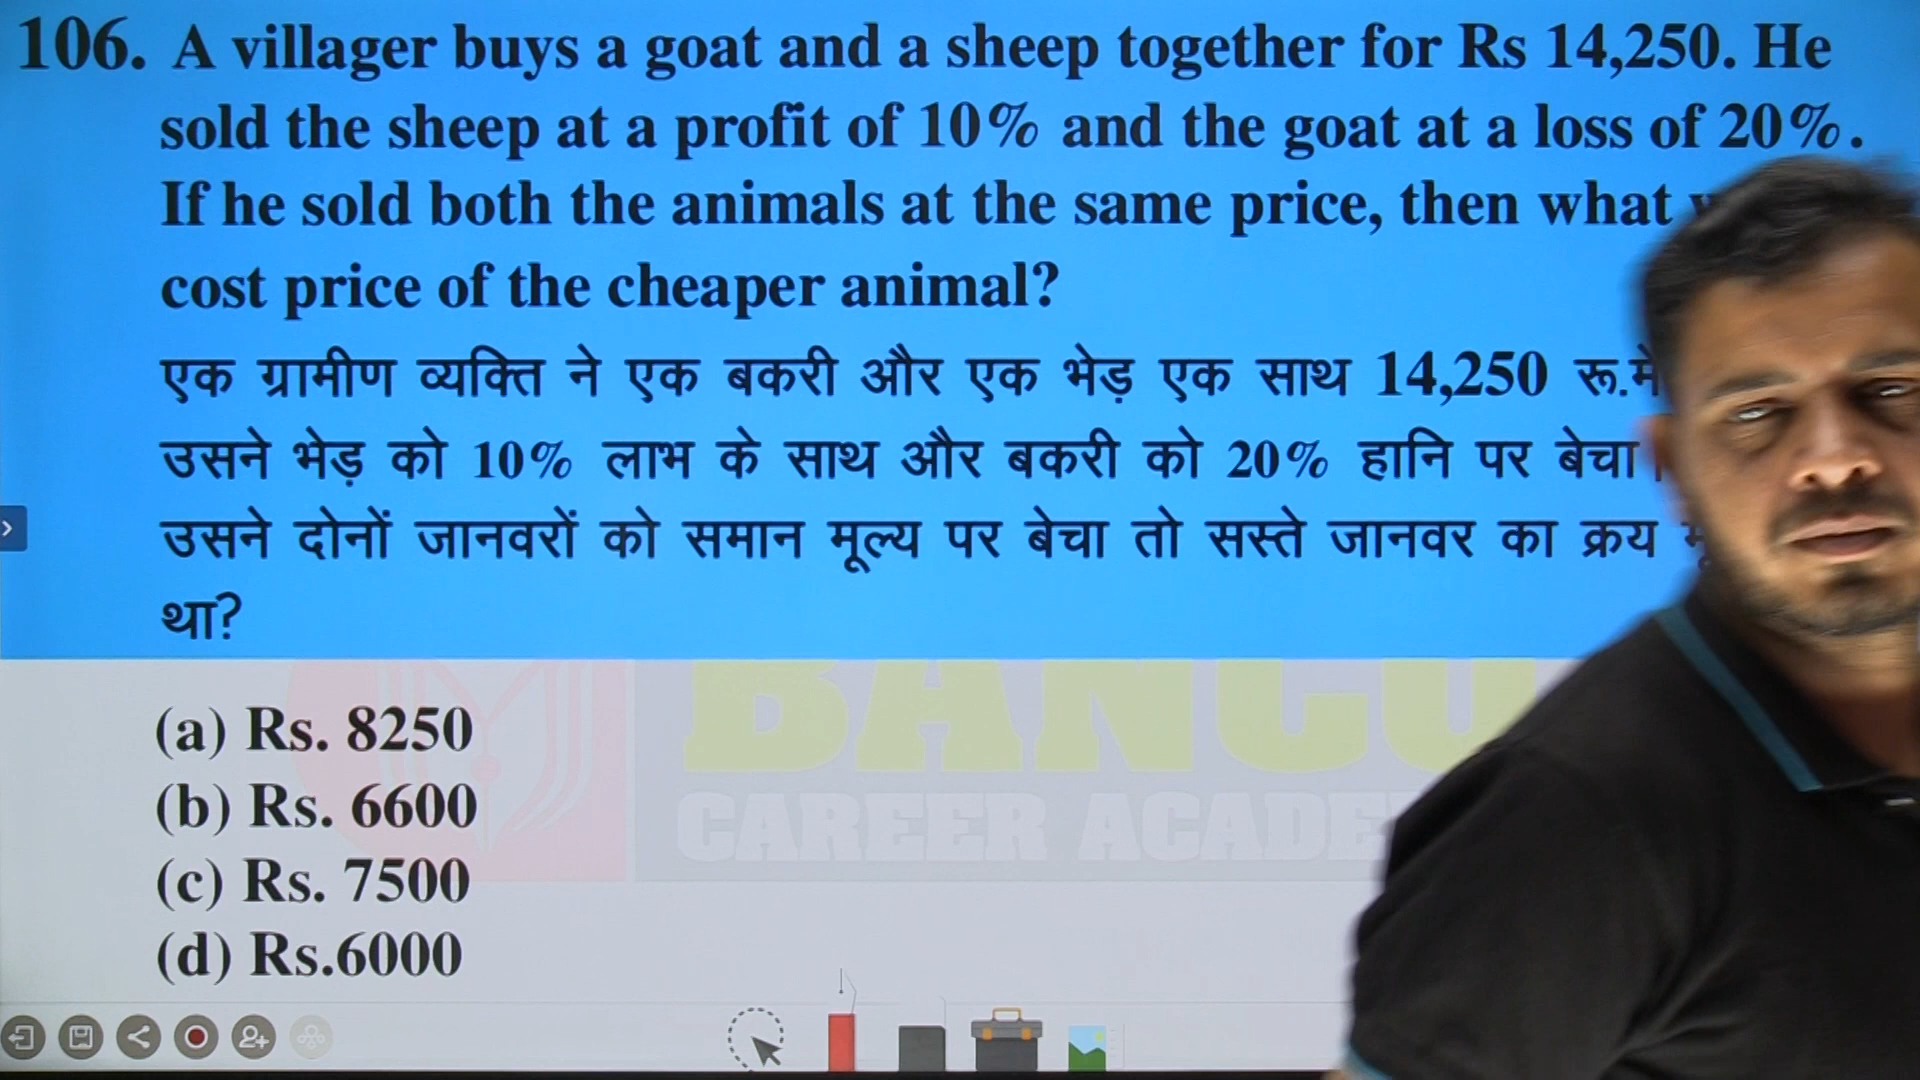 106. A villager buys a goat and a sheep together for Rs 14,250. He
sold the sheep at a profit of 10% and the goat at a loss of 20%.
If he sold both the animals at the same price, then what
cost price of the cheaper animal?
एक ग्रामीण व्यक्ति ने एक बकरी और एक भेड़ एक साथ 14,250 रू.में
उसने भेड़ को 10% लाभ के साथ और बकरी को 20% हानि पर बेचा।
उसने दोनों जानवरों को समान मूल्य पर बेचा तो सस्ते जानवर का क्रय
था?
(a) Rs. 8250
(b) Rs. 6600
(c) Rs. 7500
(d) Rs.6000
CAREER